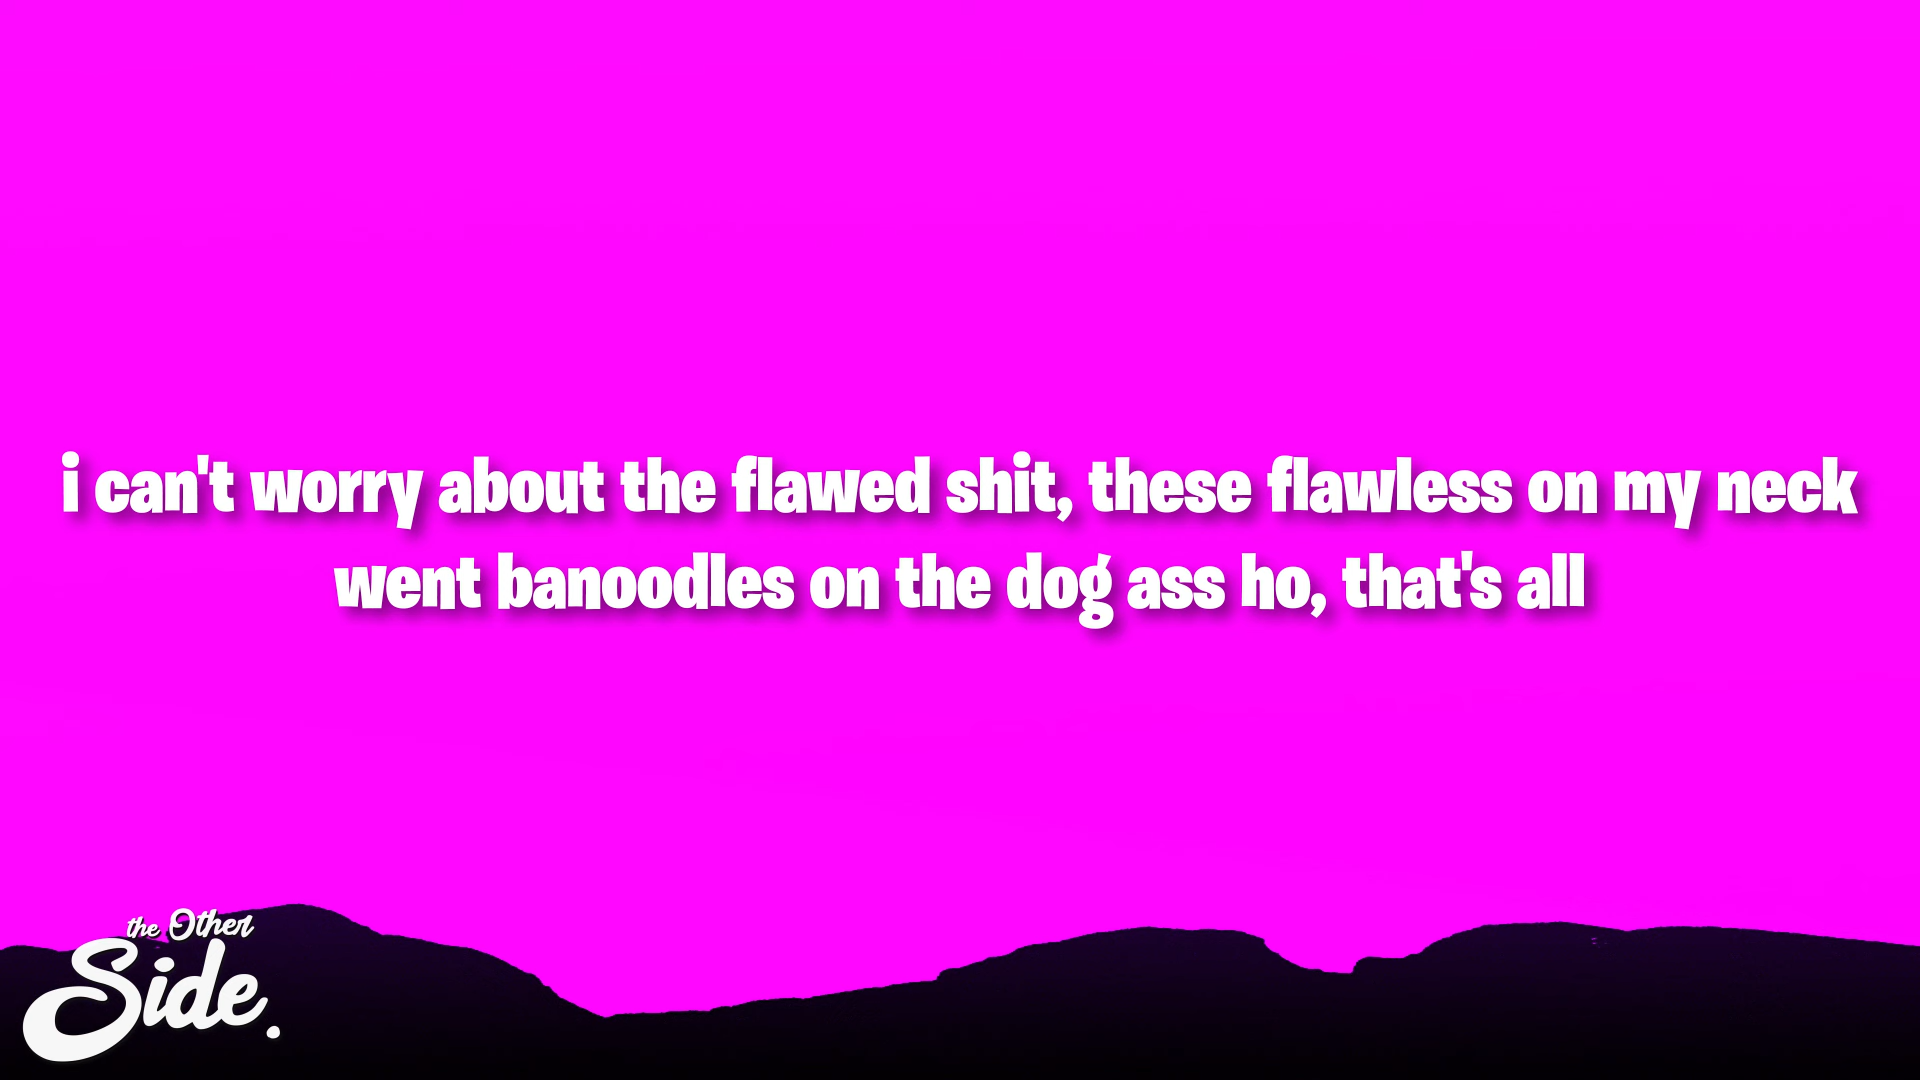 i can't worry about the flawed shit, these flawless on my neck
went banoodles on the dog ass ho, that's all
the Other
Side.